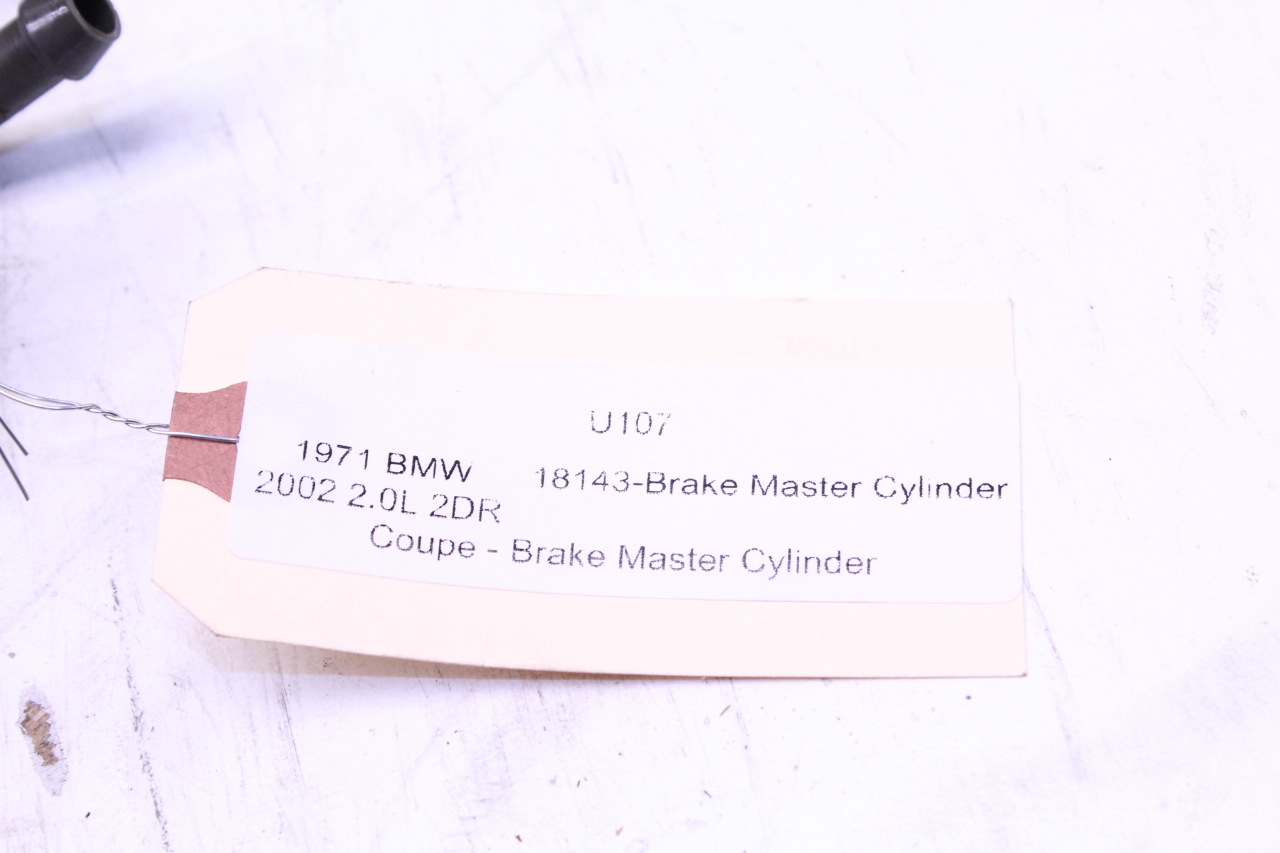 U107
1971 BMW 18143-Brake Master Cylinder
2002 2.0L 2DR
Coupe - Brake Master Cylinder